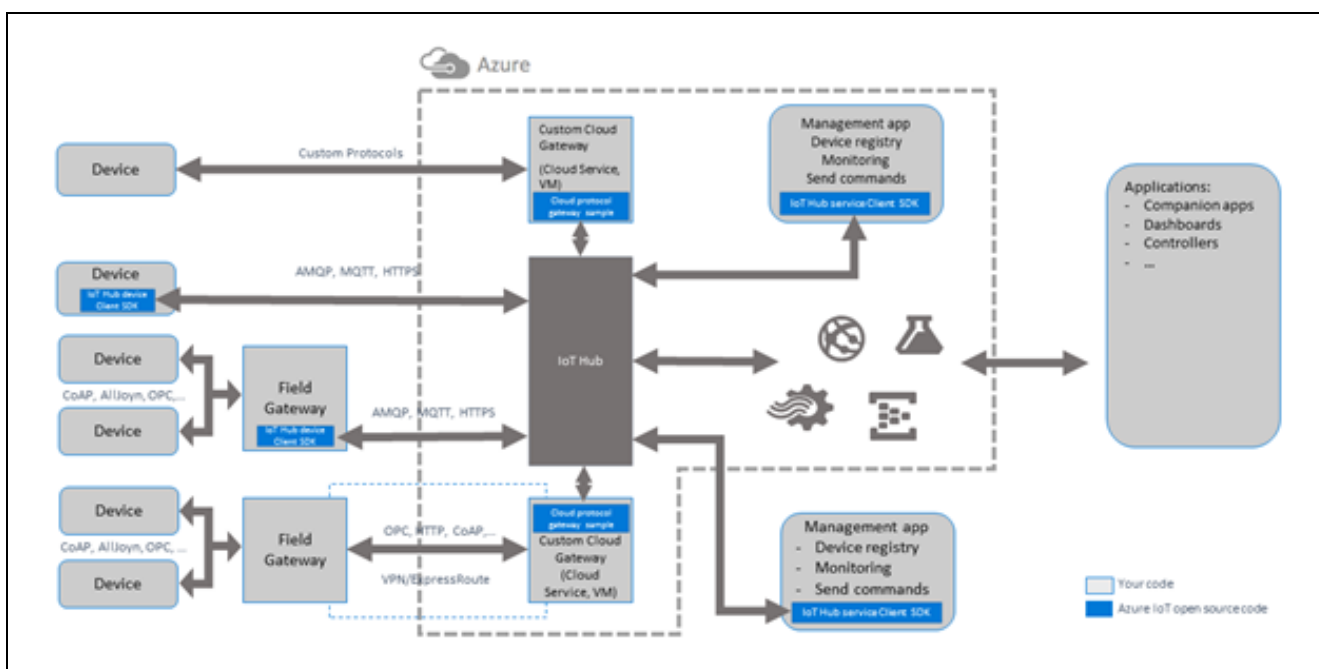 Azure
Custom Cloud
Gateway
(Cloud Service,
VM)
Cloud protocol
gateway sample
Management app
Device registry
Monitoring
Send commands
IoT Hub serviceClient SDK
Device
Custom Protocols
Applications:
- Companion apps
- Dashboards
- Controllers
- ...
Device
IoT Hub device
Client SDK
AMQP, MQTT, HTTPS
IoT Hub
Device
CoAP, AllJoyn, OPC,...
Device
Field
Gateway
IoT Hub device
Client SDK
AMQP, MQTT, HTTPS
Device
CoAP, AllJoyn, OPC, ...
Device
Field
Gateway
OPC, HTTP, CoAP,...
VPN/ExpressRoute
Cloud protocol
gateway sample
Custom Cloud
Gateway
(Cloud
Service, VM)
Management app
- Device registry
- Monitoring
- Send commands
IoT Hub serviceClient SDK
Your code
Azure IoT open source code